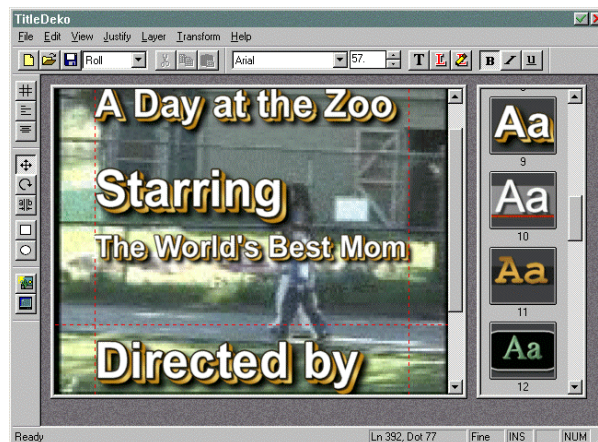 TitleDeko
File Edit View Justify Layer Transform Help
Roll Arial 57. T L 2 B I U
A Day at the Zoo
Starring
The World's Best Mom
Directed by
Aa
9
Aa
10
Aa
11
Aa
12
Ready Ln 392, Dot 77 Fine INS NUM